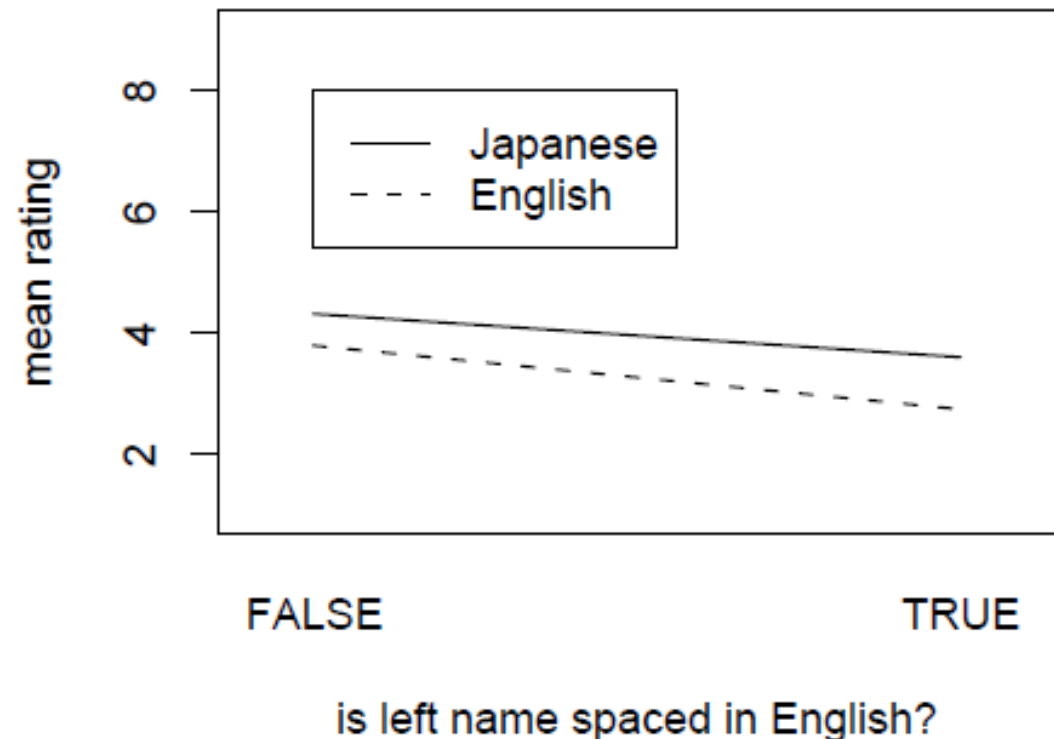 mean rating
8
6
4
2
Japanese
English
FALSE TRUE
is left name spaced in English?